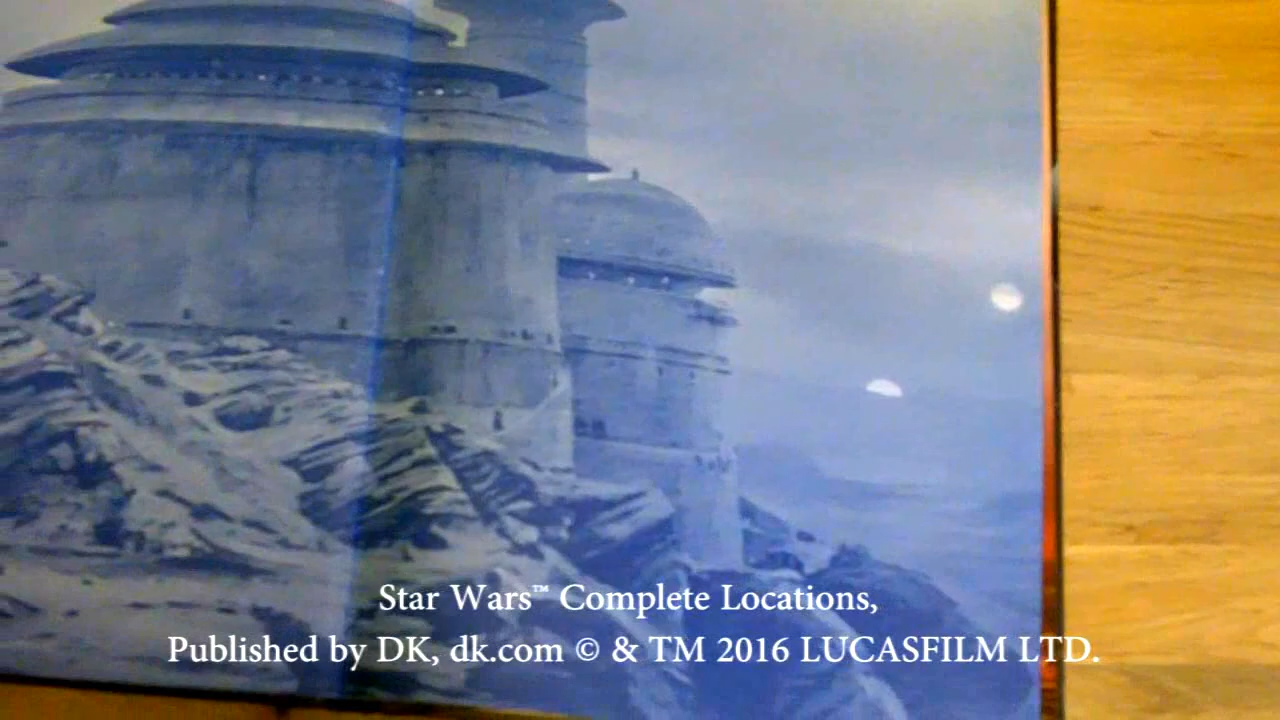 Star Wars™ Complete Locations,
Published by DK, dk.com © & TM 2016 LUCASFILM LTD.